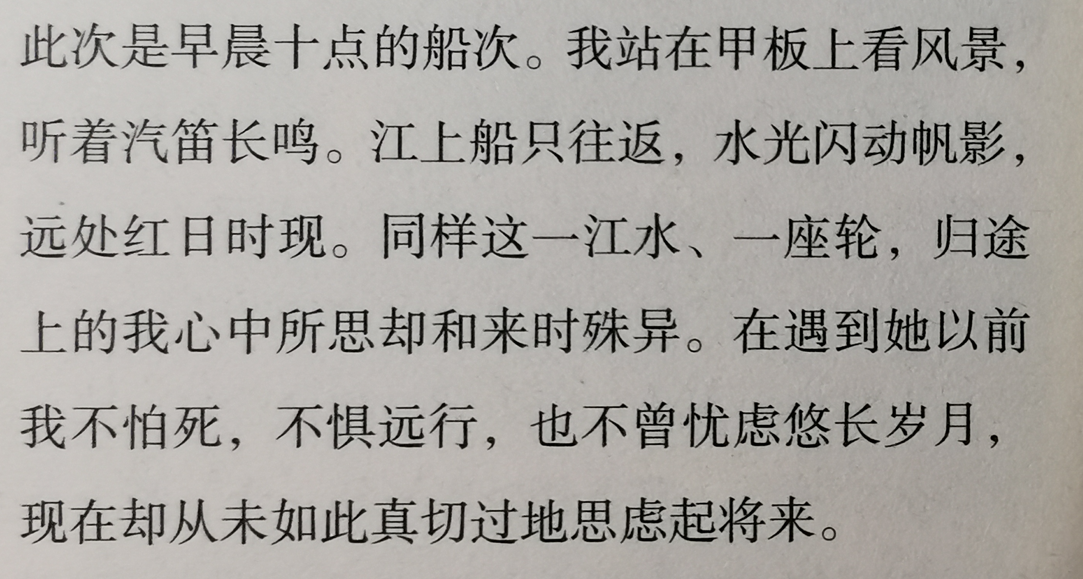 此次是早晨十点的船次。我站在甲板上看风景，
听着汽笛长鸣。江上船只往返，水光闪动帆影，
远处红日时现。同样这一江水、一座轮，归途
上的我心中所思却和来时殊异。在遇到她以前
我不怕死，不惧远行，也不曾忧虑悠长岁月，
现在却从未如此真切过地思虑起将来。